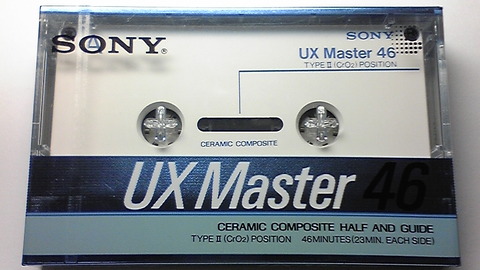 SONY®
SONY
UX Master 46
TYPE II (CrO2) POSITION
CERAMIC COMPOSITE
UX Master 46
CERAMIC COMPOSITE HALF AND GUIDE
TYPE II (CrO2) POSITION 46MINUTES (23MIN. EACH SIDE)